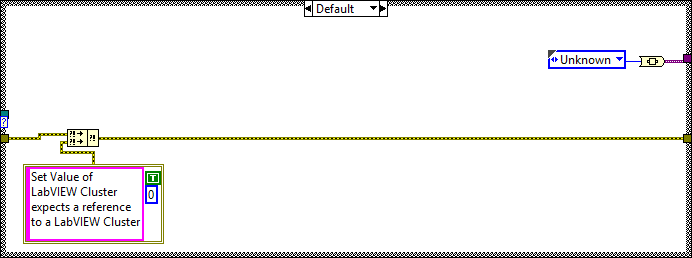 Default
Unknown
?
?!
?!
?!
Set Value of
LabVIEW Cluster
expects a reference
to a LabVIEW Cluster
T
0